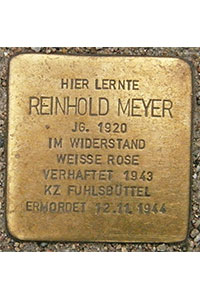 HIER LERNTE
REINHOLD MEYER
JG. 1920
IM WIDERSTAND
WEISSE ROSE
VERHAFTET 1943
KZ FUHLSBÜTTEL
ERMORDET 12.11.1944